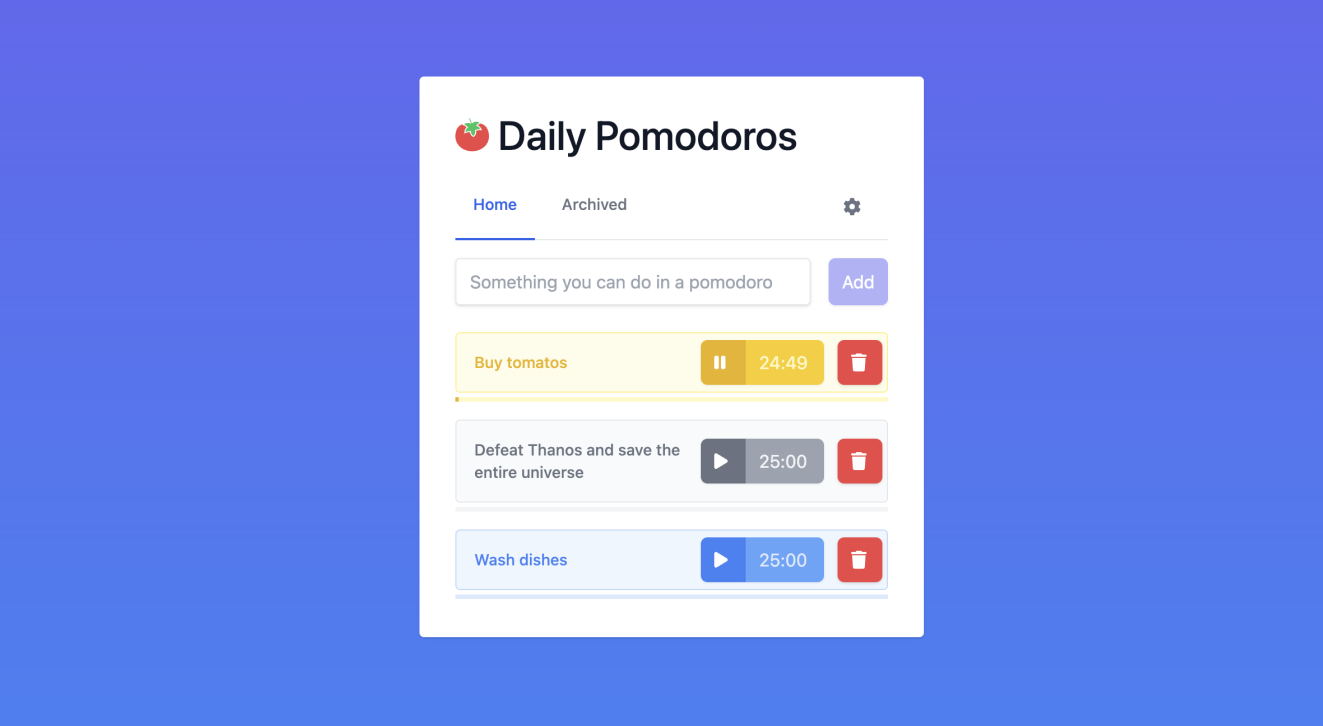 Daily Pomodoros
Home Archived
Something you can do in a pomodoro Add
Buy tomatos 24:49
Defeat Thanos and save the
entire universe 25:00
Wash dishes 25:00